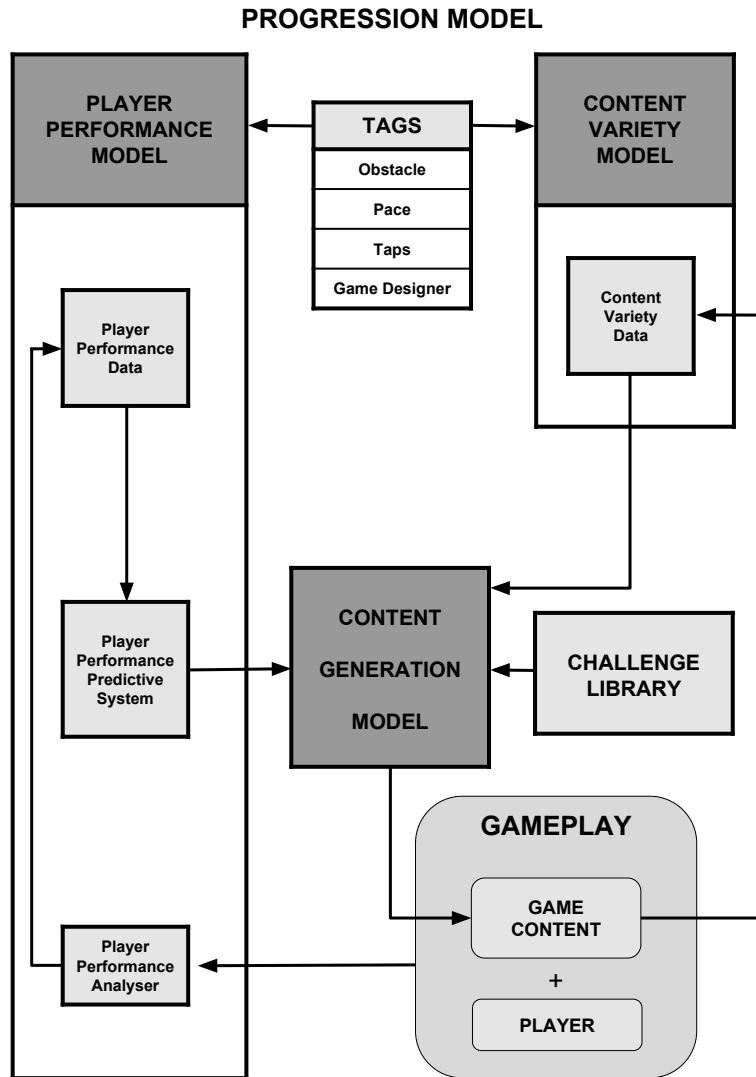 PROGRESSION MODEL
PLAYER
PERFORMANCE
MODEL
TAGS
Obstacle
Pace
Taps
Game Designer
CONTENT
VARIETY
MODEL
Content
Variety
Data
Player
Performance
Data
Player
Performance
Predictive
System
CONTENT
GENERATION
MODEL
CHALLENGE
LIBRARY
GAMEPLAY
GAME
CONTENT
+
PLAYER
Player
Performance
Analyser